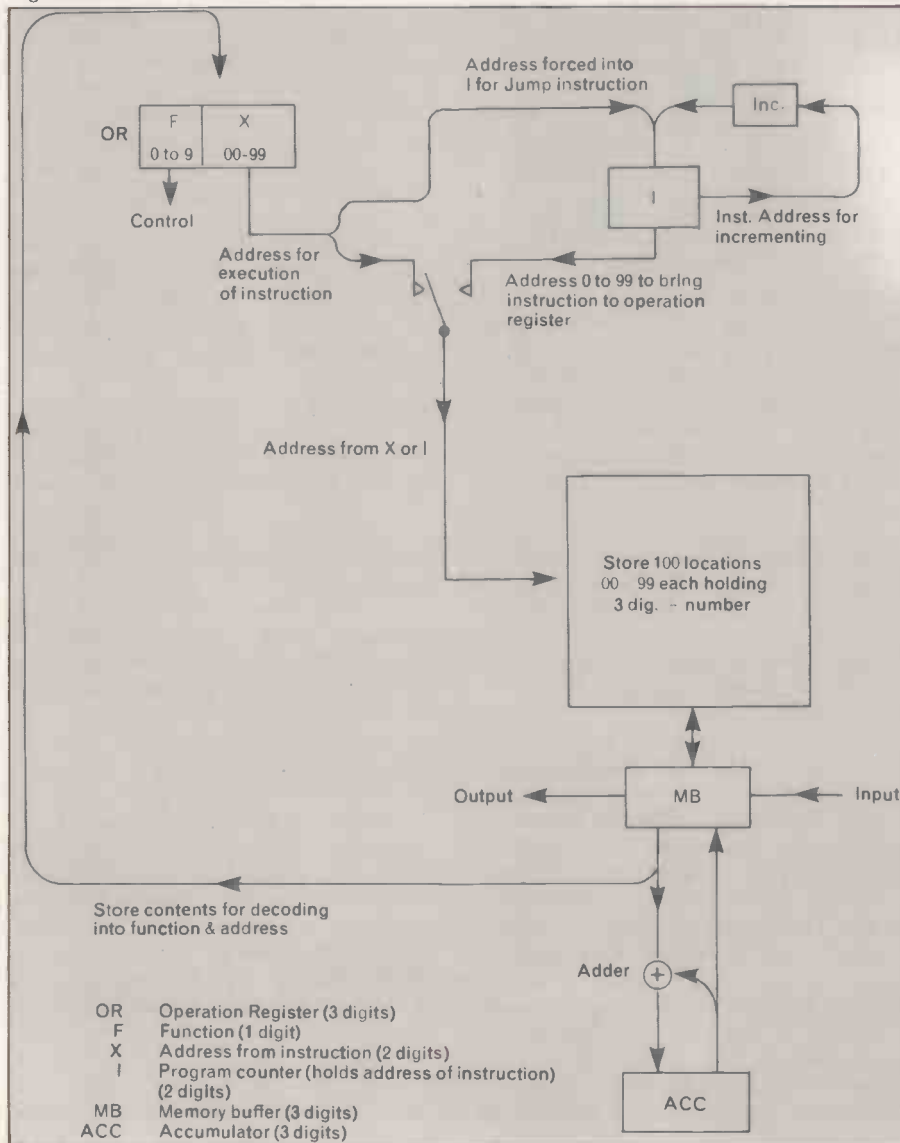 Address forced into
I for Jump instruction
Inc.
OR
F
X
0 to 9
00-99
Control
I
Inst. Address for
incrementing
Address for
execution
of instruction
Address 0 to 99 to bring
instruction to operation
register
Address from X or I
Store 100 locations
00 99 each holding
3 dig. - number
Output
MB
Input
Store contents for decoding
into function & address
Adder
+
ACC
OR Operation Register (3 digits)
F Function (1 digit)
X Address from instruction (2 digits)
I Program counter (holds address of instruction)
(2 digits)
MB Memory buffer (3 digits)
ACC Accumulator (3 digits)